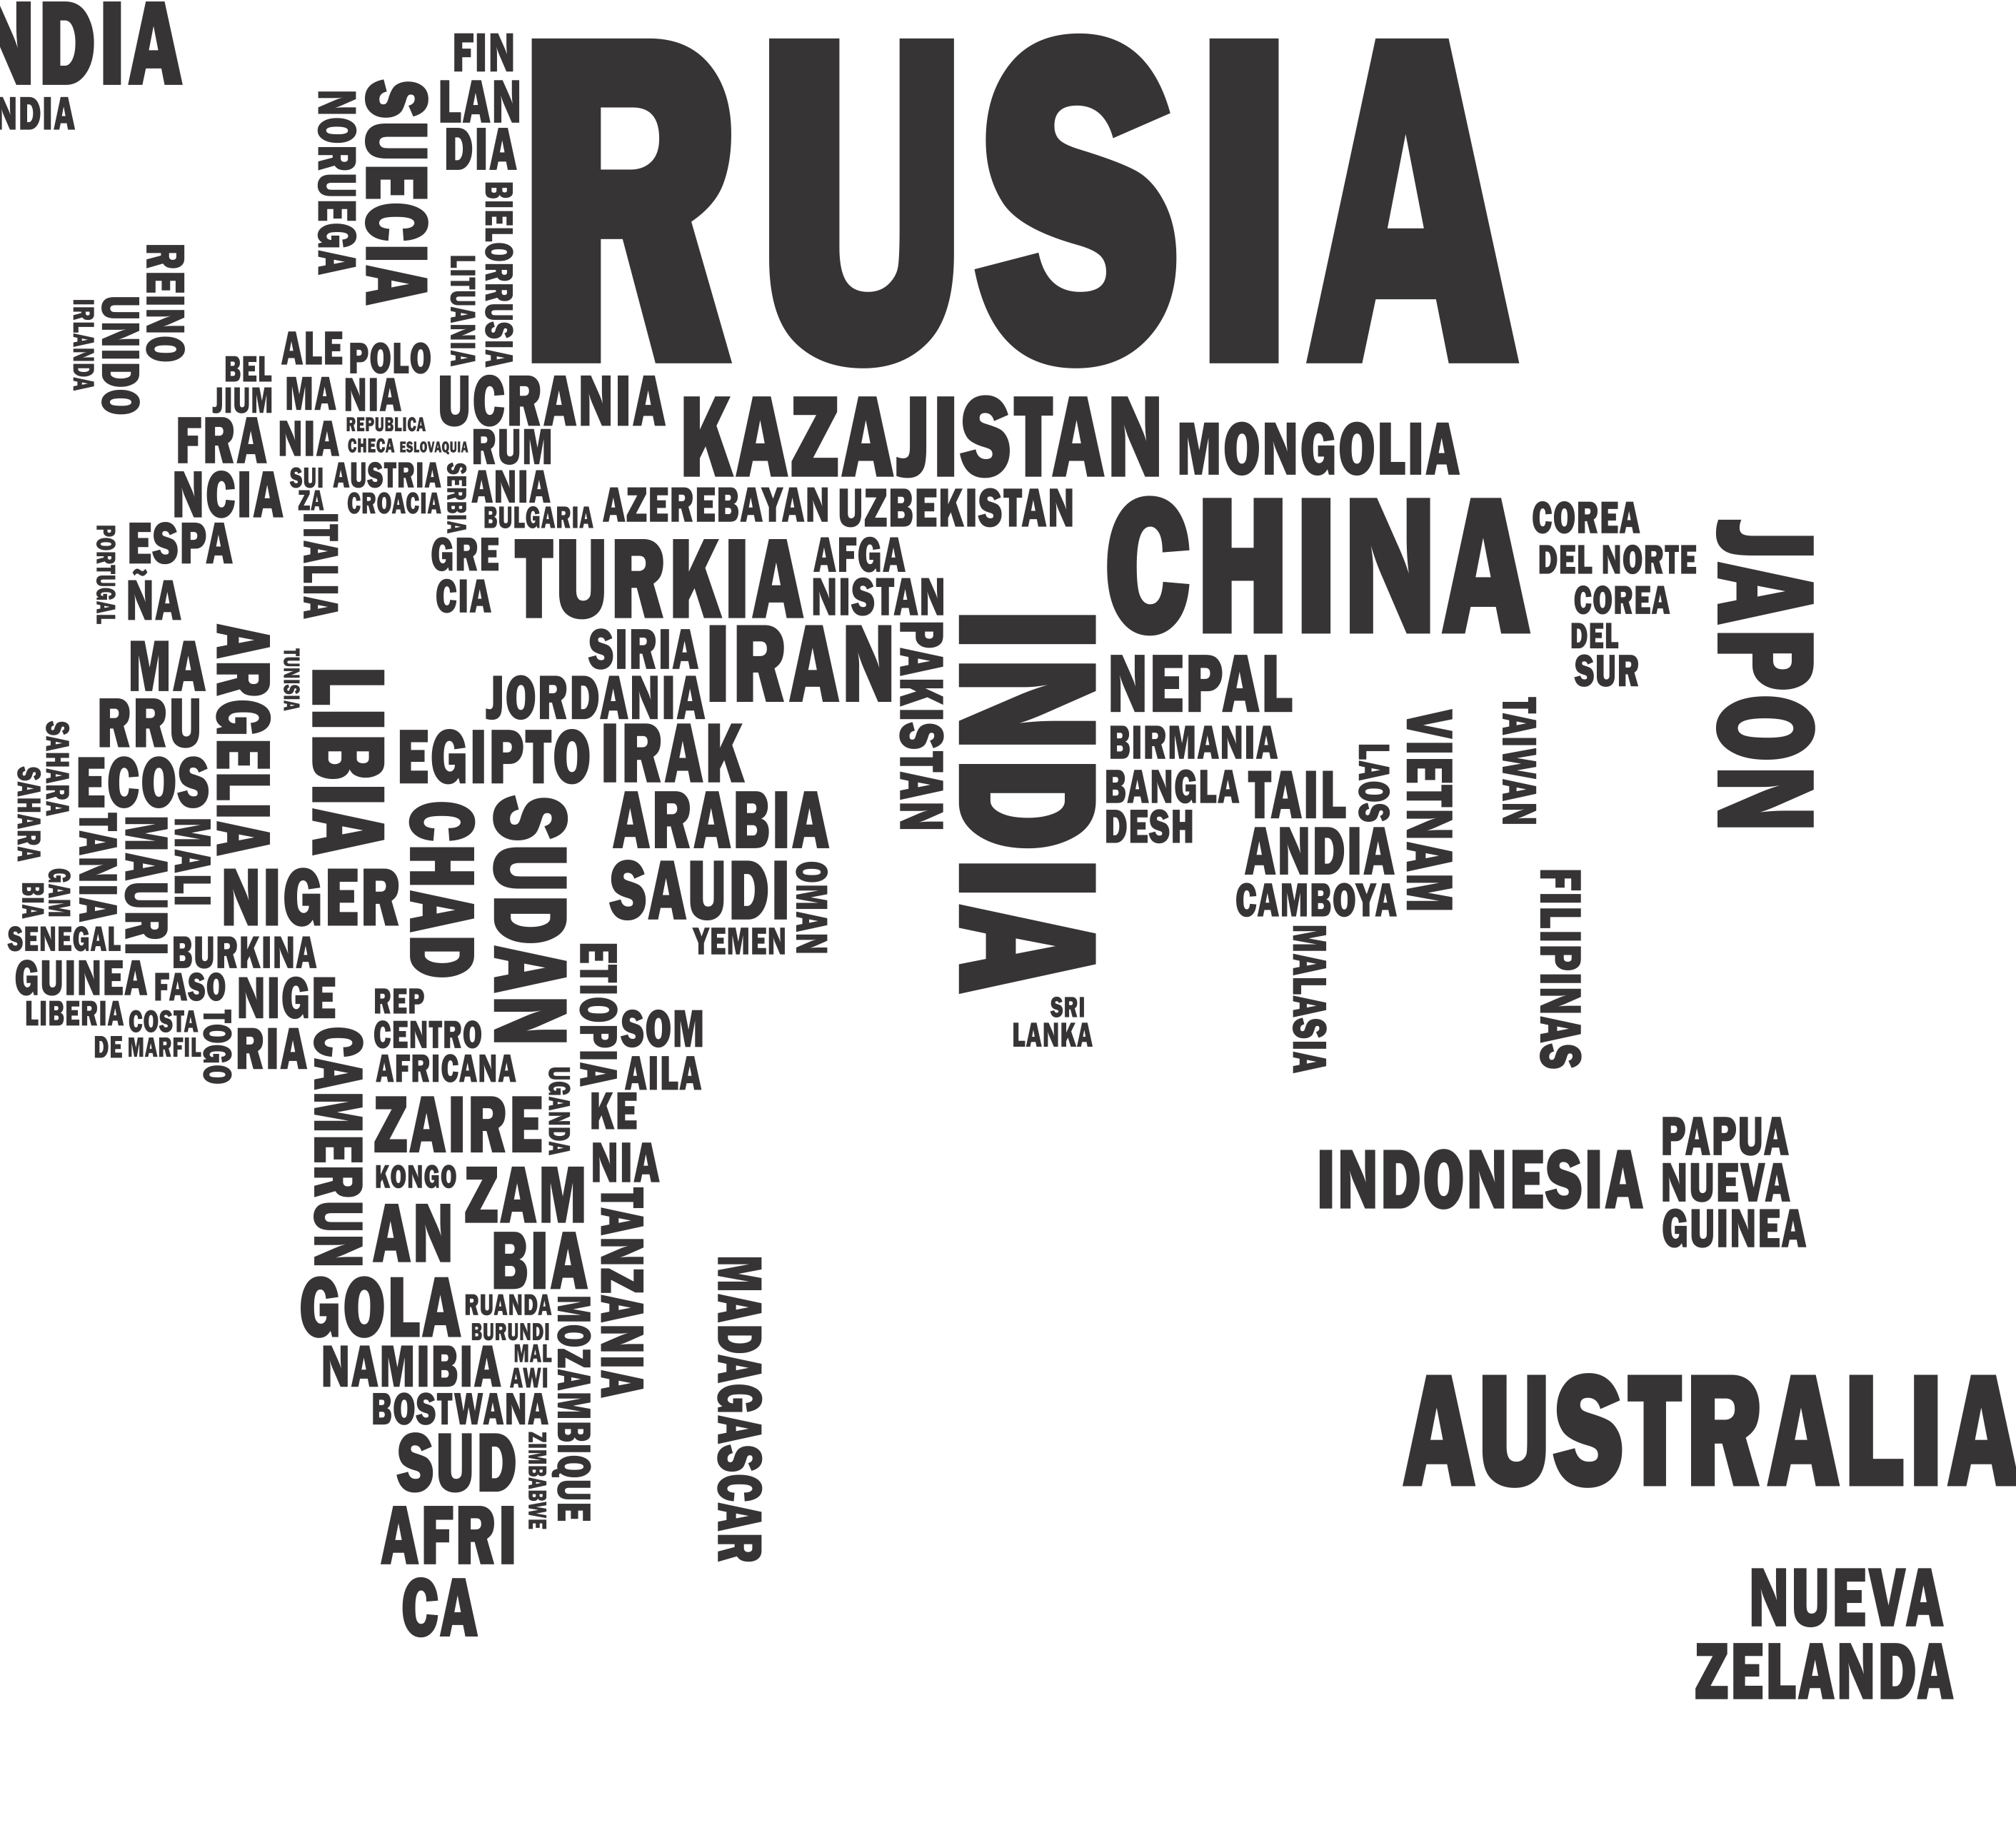 NDIA
NDIA
FIN
LAN
DIA
RUSIA
NORUEGA
SUECIA
BIELORRUSIA
LITUANIA
REINO
UNIDO
IRLANDA
BEL
JIUM
ALE
MA
NIA
POLO
NIA
UCRANIA
FRA
NCIA
REPUBLICA
CHECA
ESLOVAQUIA
RUM
ANIA
SUI
ZA
AUSTRIA
CROACIA
SERBIA
BULGARIA
KAZAJISTAN
MONGOLIA
AZEREBAYAN
UZBEKISTAN
CHINA
COREA
DEL NORTE
COREA
DEL
SUR
JAPON
PORTUGAL
ESPA
ÑA
ITALIA
GRE
CIA
TURKIA
AFGA
NISTAN
SIRIA
IRAN
PAKISTAN
INDIA
NEPAL
JORDANIA
BIRMANIA
BANGLA
DESH
TAIL
ANDIA
LAOS
VIETNAM
TAIWAN
CAMBOYA
MALASIA
FILIPINAS
MA
RRU
ECOS
ARGELIA
TUNISIA
LIBIA
EGIPTO
IRAK
ARABIA
SAUDI
OMAN
YEMEN
SAHARA
SAHARA
TANIA
MAURI
MALI
NIGER
CHAD
SUDAN
GAM
BIA
SENEGAL
GUINEA
LIBERIA
BURKINA
FASO
COSTA
DE MARFIL
TOGO
NIGE
RIA
CAMERUN
REP
CENTRO
AFRICANA
ETIOPIA
SOM
AILA
SRI
LANKA
UGANDA
KE
NIA
ZAIRE
KONGO
ZAM
BIA
TANZANIA
AN
GOLA
RUANDA
BURUNDI
MAL
AWI
MOZAMBIQUE
MADAGASCAR
NAMIBIA
BOSTWANA
ZIMBABWE
SUD
AFRI
CA
INDONESIA
PAPUA
NUEVA
GUINEA
AUSTRALIA
NUEVA
ZELANDA